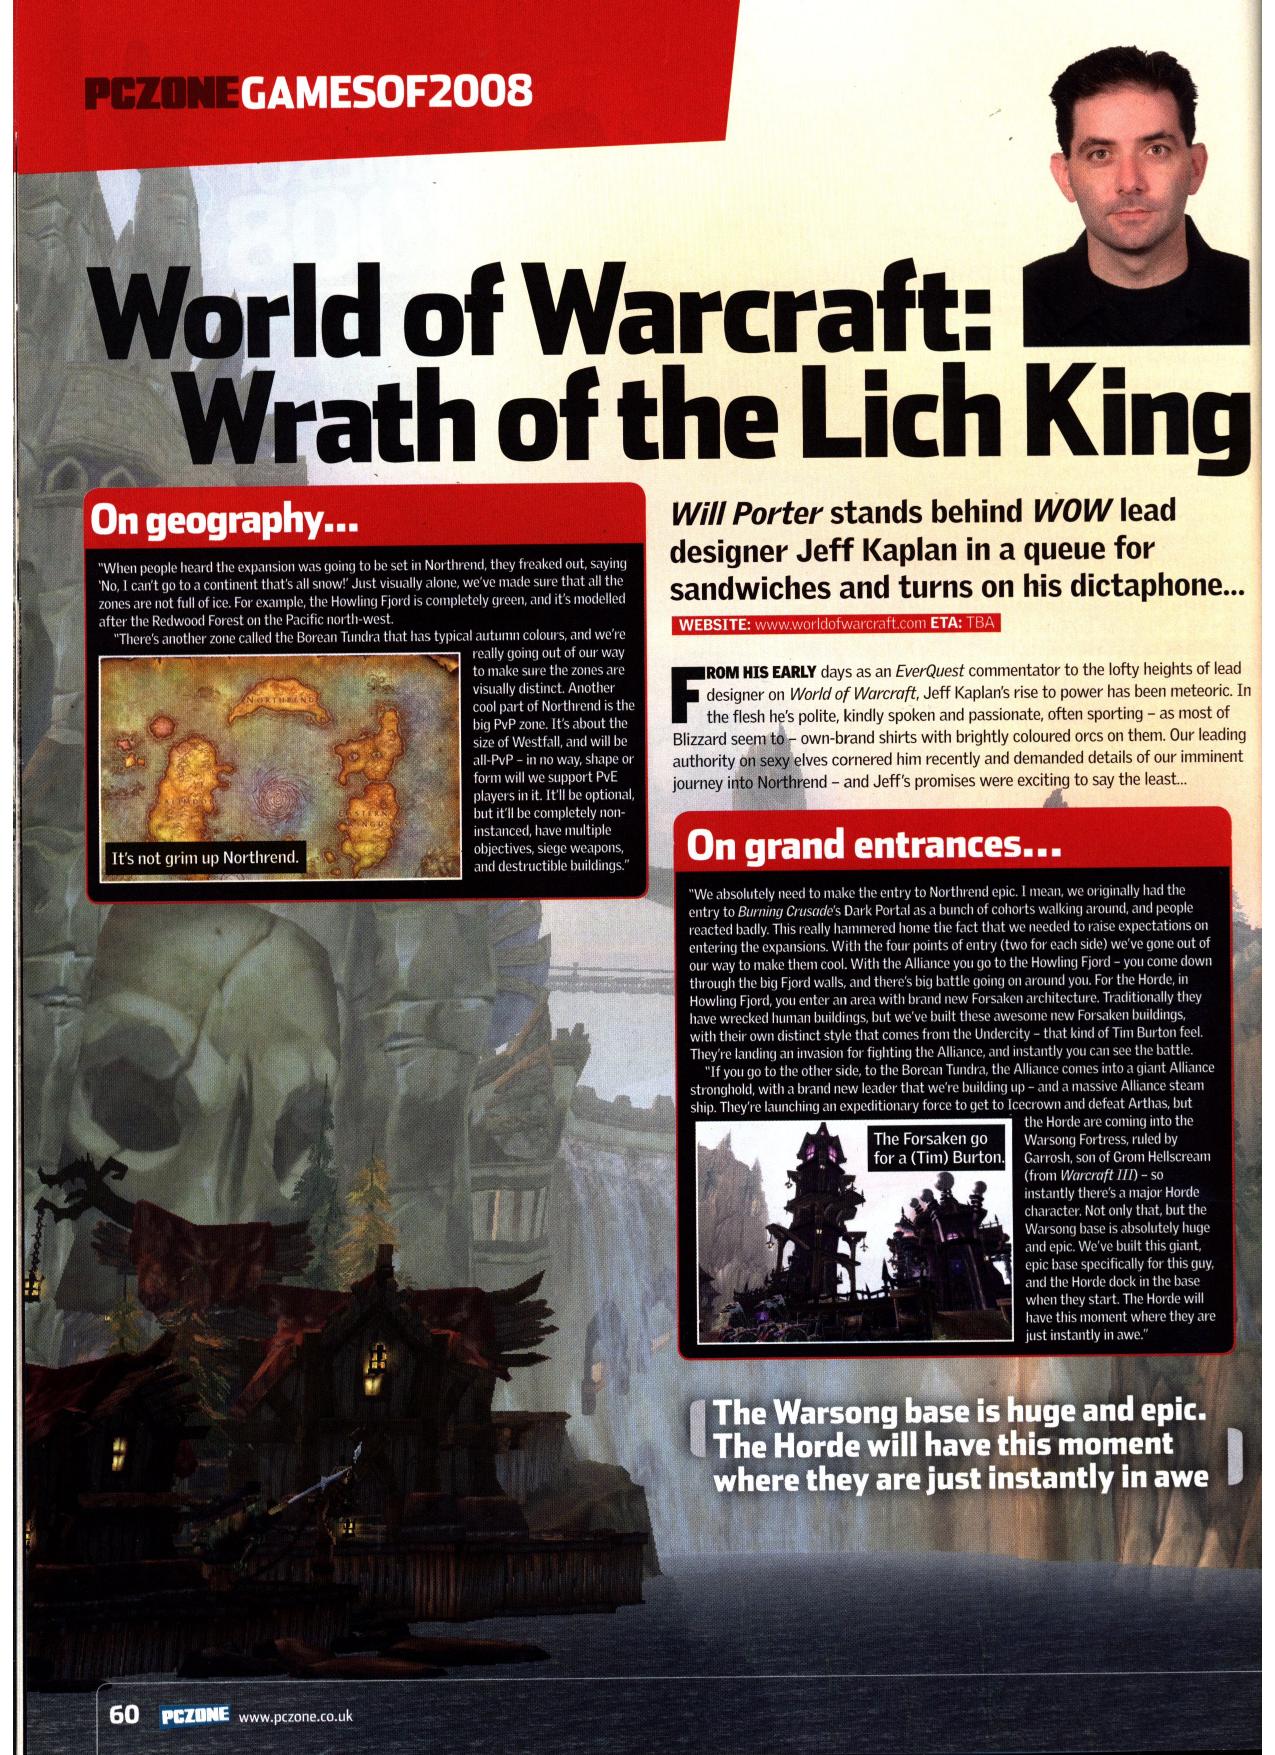 PCZONEGAMESOF2008
World of Warcraft:
Wrath of the Lich King
On geography...
"When people heard the expansion was going to be set in Northrend, they freaked out, saying
'No, I can't go to a continent that's all snow!' Just visually alone, we've made sure that all the
zones are not full of ice. For example, the Howling Fjord is completely green, and it's modelled
after the Redwood Forest on the Pacific north-west.
"There's another zone called the Borean Tundra that has typical autumn colours, and we're
really going out of our way
to make sure the zones are
visually distinct. Another
cool part of Northrend is the
big PvP zone. It's about the
size of Westfall, and will be
all-PvP – in no way, shape or
form will we support PvE
players in it. It'll be optional,
but it'll be completely non-
instanced, have multiple
objectives, siege weapons,
and destructible buildings."
NORTHREND
It's not grim up Northrend.
Will Porter stands behind WOW lead
designer Jeff Kaplan in a queue for
sandwiches and turns on his dictaphone...
WEBSITE: www.worldofwarcraft.com ETA: TBA
FROM HIS EARLY days as an EverQuest commentator to the lofty heights of lead
designer on World of Warcraft, Jeff Kaplan's rise to power has been meteoric. In
the flesh he's polite, kindly spoken and passionate, often sporting – as most of
Blizzard seem to – own-brand shirts with brightly coloured orcs on them. Our leading
authority on sexy elves cornered him recently and demanded details of our imminent
journey into Northrend – and Jeff's promises were exciting to say the least...
On grand entrances...
"We absolutely need to make the entry to Northrend epic. I mean, we originally had the
entry to Burning Crusade's Dark Portal as a bunch of cohorts walking around, and people
reacted badly. This really hammered home the fact that we needed to raise expectations on
entering the expansions. With the four points of entry (two for each side) we've gone out of
our way to make them cool. With the Alliance you go to the Howling Fjord – you come down
through the big Fjord walls, and there's big battle going on around you. For the Horde, in
Howling Fjord, you enter an area with brand new Forsaken architecture. Traditionally they
have wrecked human buildings, but we've built these awesome new Forsaken buildings,
with their own distinct style that comes from the Undercity – that kind of Tim Burton feel.
They're landing an invasion for fighting the Alliance, and instantly you can see the battle.
"If you go to the other side, to the Borean Tundra, the Alliance comes into a giant Alliance
stronghold, with a brand new leader that we're building up – and a massive Alliance steam
ship. They're launching an expeditionary force to get to Icecrown and defeat Arthas, but
the Horde are coming into the
Warsong Fortress, ruled by
Garrosh, son of Grom Hellscream
(from Warcraft III) – so
instantly there's a major Horde
character. Not only that, but the
Warsong base is absolutely huge
and epic. We've built this giant,
epic base specifically for this guy,
and the Horde dock in the base
when they start. The Horde will
have this moment where they are
just instantly in awe."
The Forsaken go
for a (Tim) Burton.
The Warsong base is huge and epic.
The Horde will have this moment
where they are just instantly in awe
60 PCZONE www.pczone.co.uk